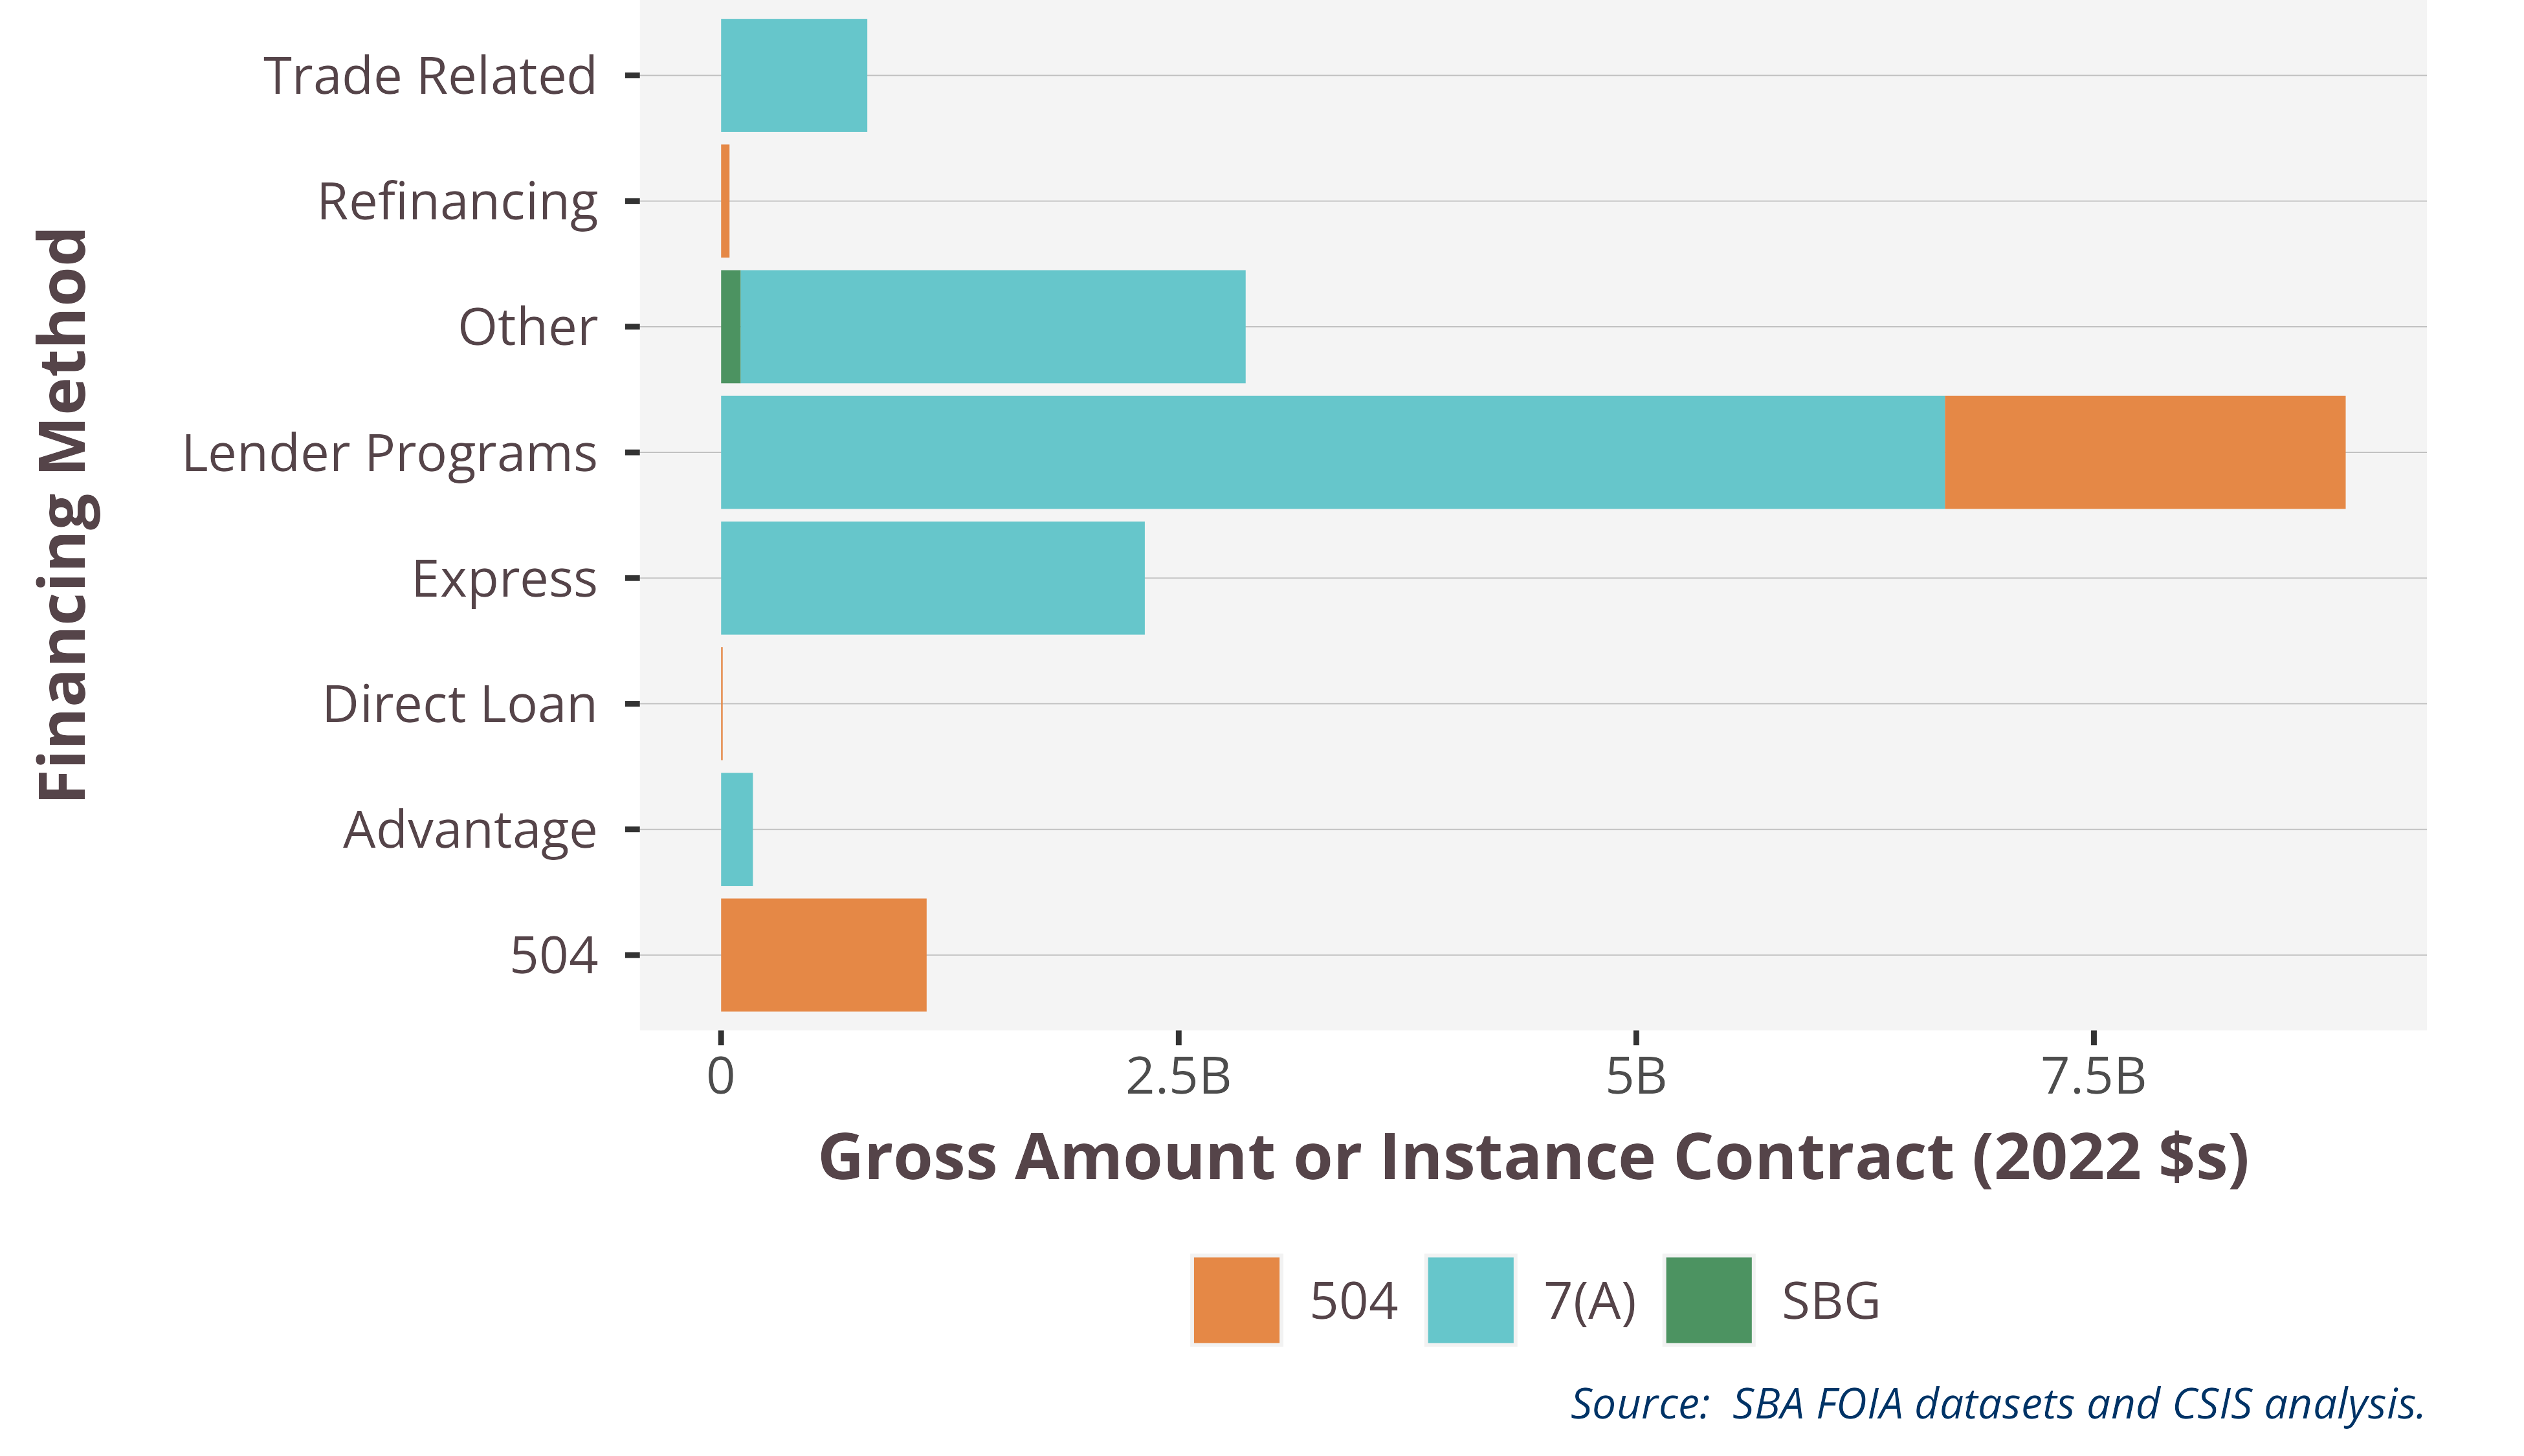 Financing Method
Trade Related
Refinancing
Other
Lender Programs
Express
Direct Loan
Advantage
504
0 2.5B 5B 7.5B
Gross Amount or Instance Contract (2022 $s)
504 7(A) SBG
Source: SBA FOIA datasets and CSIS analysis.